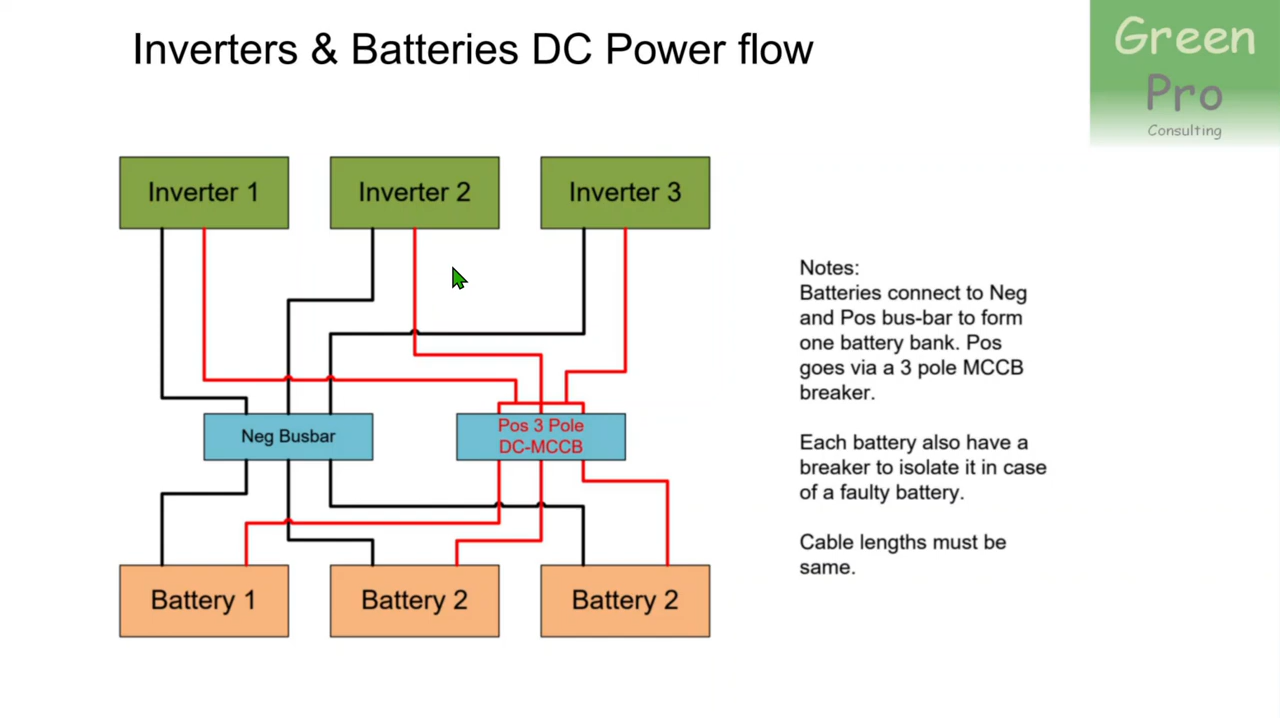 Inverters & Batteries DC Power flow
Green
Pro
Consulting
Inverter 1
Inverter 2
Inverter 3
Neg Busbar
Pos 3 Pole
DC-MCCB
Battery 1
Battery 2
Battery 2
Notes:
Batteries connect to Neg
and Pos bus-bar to form
one battery bank. Pos
goes via a 3 pole MCCB
breaker.
Each battery also have a
breaker to isolate it in case
of a faulty battery.
Cable lengths must be
same.